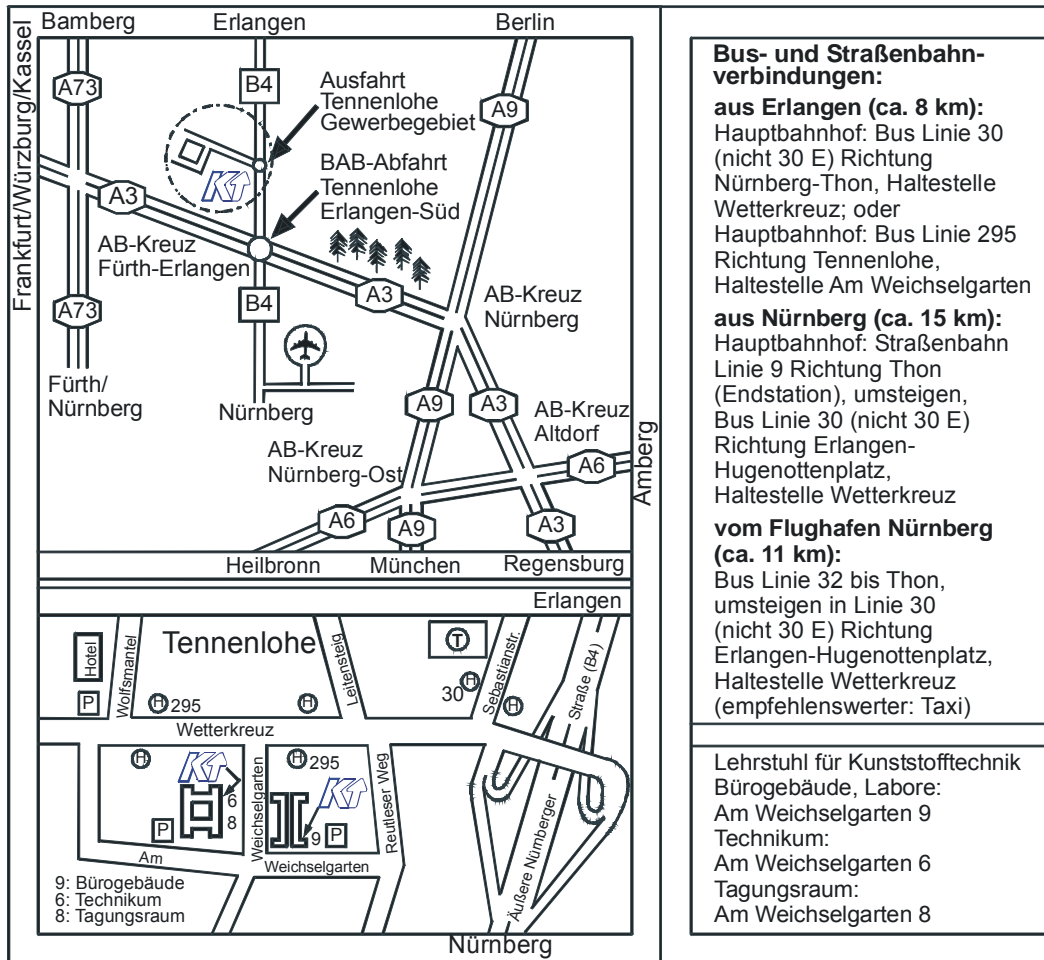 Bamberg
Erlangen
Berlin
Frankfurt/Würzburg/Kassel
A73
B4
A9
Ausfahrt
Tennenlohe
Gewerbegebiet
KT
BAB-Abfahrt
Tennenlohe
Erlangen-Süd
A3
AB-Kreuz
Fürth-Erlangen
A73
B4
A3
AB-Kreuz
Nürnberg
Fürth/
Nürnberg
Nürnberg
A9
A3
AB-Kreuz
Altdorf
AB-Kreuz
Nürnberg-Ost
A6
Amberg
A6
A9
A3
Heilbronn
München
Regensburg
Erlangen
Tennenlohe
Hotel
P
Wolfsmantel
H 295
H
Leitensteig
T
30 H
Sebastianstr.
H
Straße (B4)
Wetterkreuz
H
KT
6
8
P
Weichselgarten
H 295
KT
9
P
Reutleser Weg
Am
Weichselgarten
Äußere Nürnberger
9: Bürogebäude
6: Technikum
8: Tagungsraum
Nürnberg
Bus- und Straßenbahn-
verbindungen:
aus Erlangen (ca. 8 km):
Hauptbahnhof: Bus Linie 30
(nicht 30 E) Richtung
Nürnberg-Thon, Haltestelle
Wetterkreuz; oder
Hauptbahnhof: Bus Linie 295
Richtung Tennenlohe,
Haltestelle Am Weichselgarten
aus Nürnberg (ca. 15 km):
Hauptbahnhof: Straßenbahn
Linie 9 Richtung Thon
(Endstation), umsteigen,
Bus Linie 30 (nicht 30 E)
Richtung Erlangen-
Hugenottenplatz,
Haltestelle Wetterkreuz
vom Flughafen Nürnberg
(ca. 11 km):
Bus Linie 32 bis Thon,
umsteigen in Linie 30
(nicht 30 E) Richtung
Erlangen-Hugenottenplatz,
Haltestelle Wetterkreuz
(empfehlenswerter: Taxi)
Lehrstuhl für Kunststofftechnik
Bürogebäude, Labore:
Am Weichselgarten 9
Technikum:
Am Weichselgarten 6
Tagungsraum:
Am Weichselgarten 8